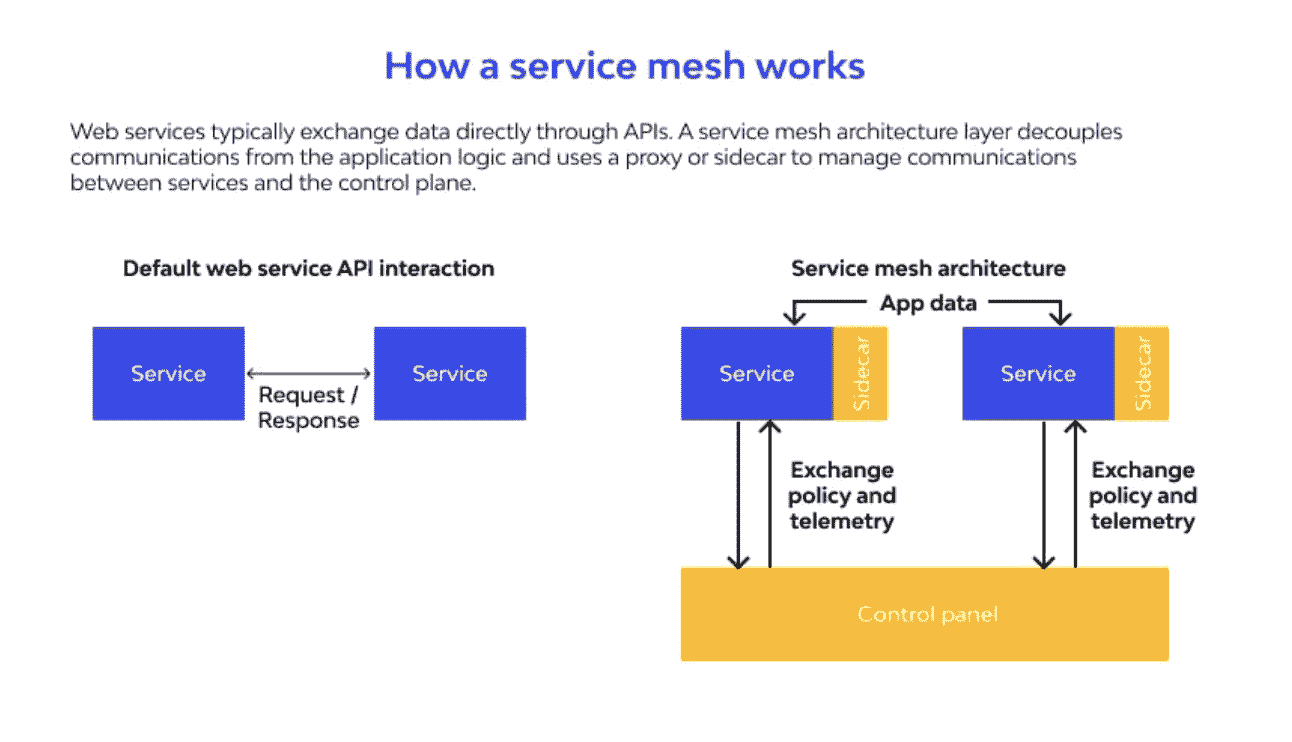 How a service mesh works
Web services typically exchange data directly through APIs. A service mesh architecture layer decouples
communications from the application logic and uses a proxy or sidecar to manage communications
between services and the control plane.
Default web service API interaction
Service
Request /
Response
Service
Service mesh architecture
App data
Service
Sidecar
Service
Sidecar
Exchange
policy and
telemetry
Exchange
policy and
telemetry
Control panel